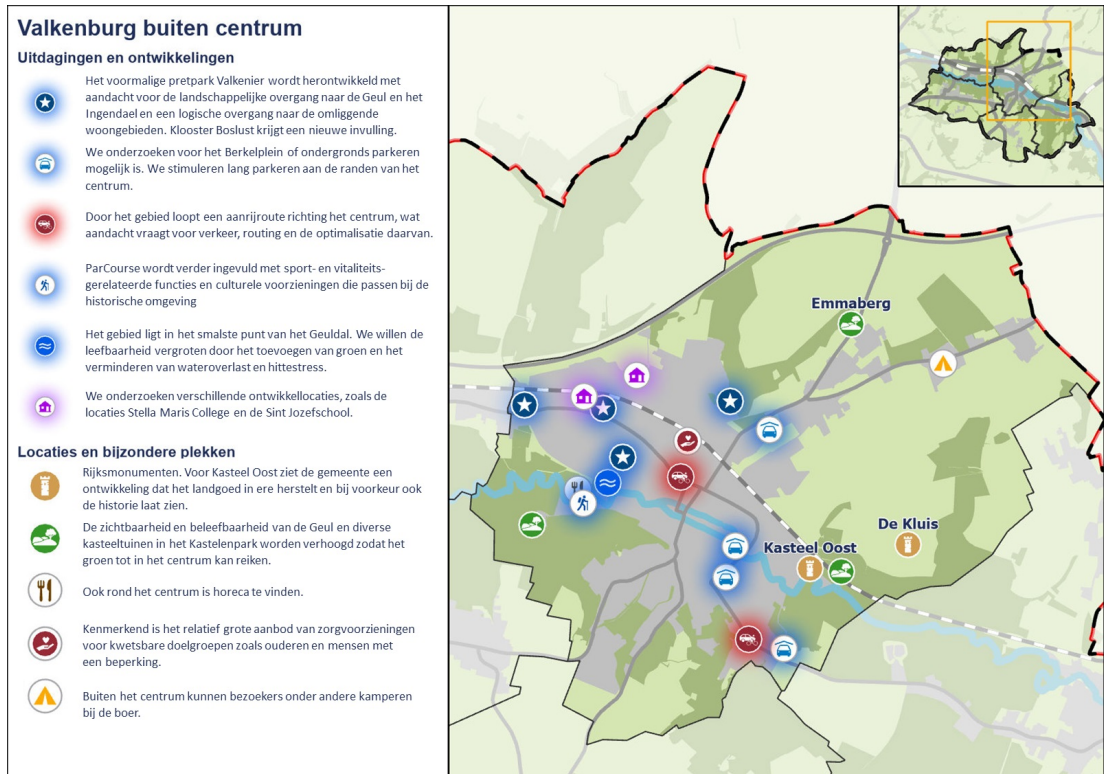 Valkenburg buiten centrum
Uitdagingen en ontwikkelingen
Het voormalige pretpark Valkenier wordt herontwikkeld met
aandacht voor de landschappelijke overgang naar de Geul en het
Ingendael en een logische overgang naar de omliggende
woongebieden. Klooster Boslust krijgt een nieuwe invulling.
We onderzoeken voor het Berkelplein of ondergronds parkeren
mogelijk is. We stimuleren lang parkeren aan de randen van het
centrum.
Door het gebied loopt een aanrijroute richting het centrum, wat
aandacht vraagt voor verkeer, routing en de optimalisatie daarvan.
ParCourse wordt verder ingevuld met sport- en vitaliteits-
gerelateerde functies en culturele voorzieningen die passen bij de
historische omgeving
Het gebied ligt in het smalste punt van het Geuldal. We willen de
leefbaarheid vergroten door het toevoegen van groen en het
verminderen van wateroverlast en hittestress.
We onderzoeken verschillende ontwikkellocaties, zoals de
locaties Stella Maris College en de Sint Jozefschool.
Locaties en bijzondere plekken
Rijksmonumenten. Voor Kasteel Oost ziet de gemeente een
ontwikkeling dat het landgoed in ere herstelt en bij voorkeur ook
de historie laat zien.
De zichtbaarheid en beleefbaarheid van de Geul en diverse
kasteeltuinen in het Kastelenpark worden verhoogd zodat het
groen tot in het centrum kan reiken.
Ook rond het centrum is horeca te vinden.
Kenmerkend is het relatief grote aanbod van zorgvoorzieningen
voor kwetsbare doelgroepen zoals ouderen en mensen met
een beperking.
Buiten het centrum kunnen bezoekers onder andere kamperen
bij de boer.
Emmaberg
De Kluis
Kasteel Oost